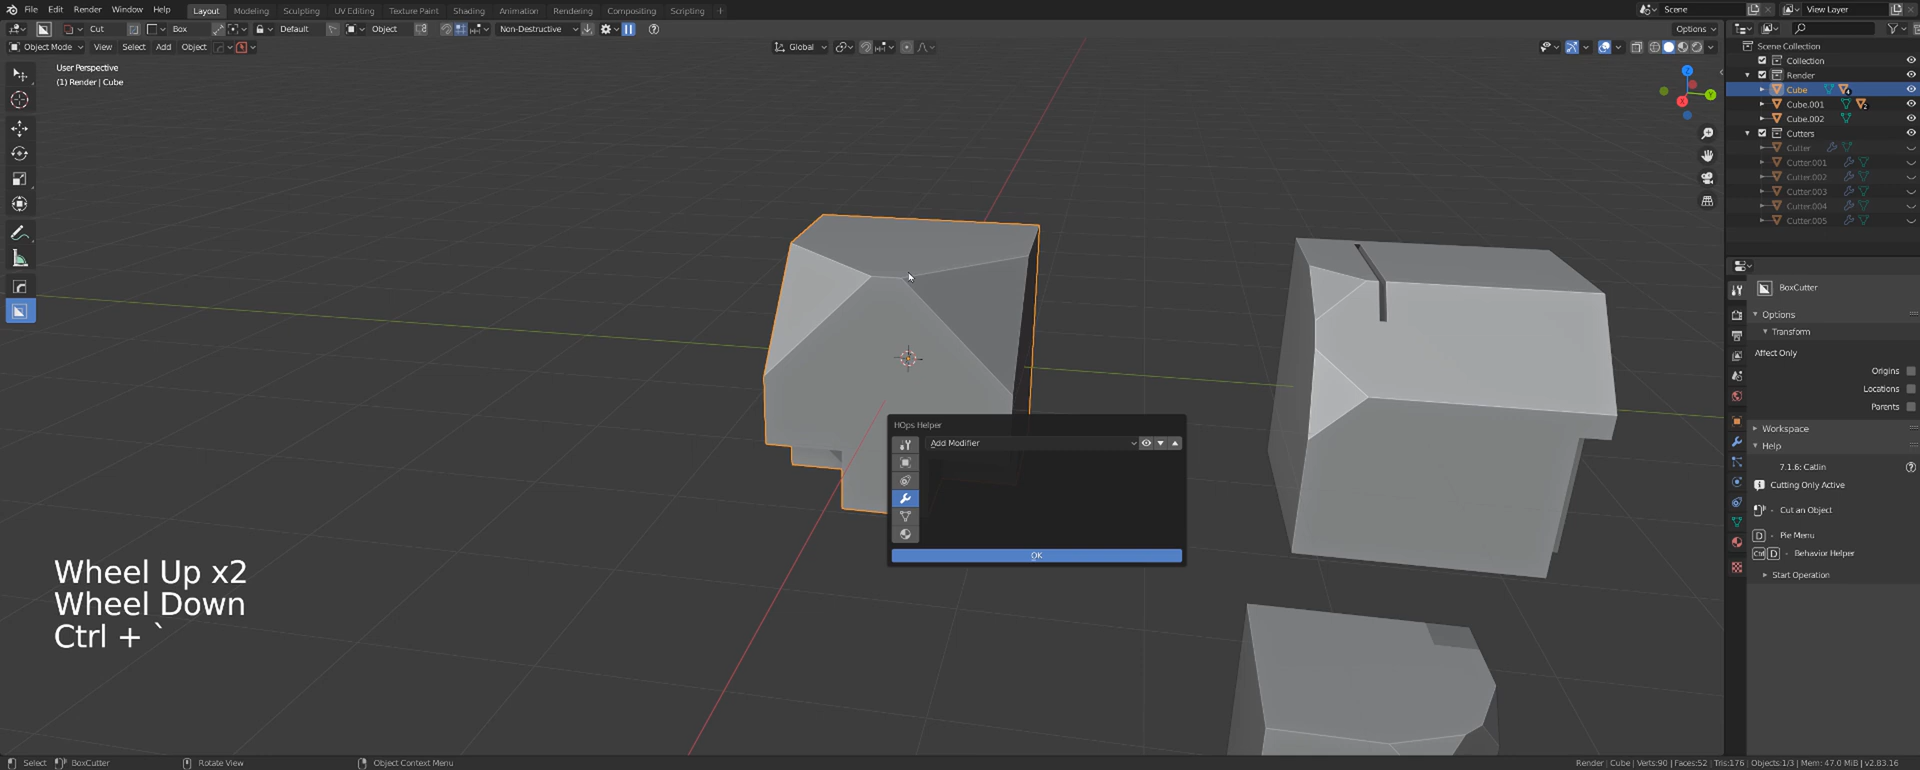 File Edit Render Window Help Layout Modeling Sculpting UV Editing Texture Paint Shading Animation Rendering Compositing Scripting + Scene View Layer
Cut Box Default Object Non-Destructive Options
Object Mode View Select Add Object Global
User Perspective
(1) Render | Cube
Scene Collection
Collection
Render
Cube
Cube.001
Cube.002
Cutters
Cutter
Cutter.001
Cutter.002
Cutter.003
Cutter.004
Cutter.005
BoxCutter
Options
Transform
Affect Only
Origins
Locations
Parents
Workspace
Help
7.1.6: Catlin
Cutting Only Active
Cut an Object
D - Pie Menu
Ctrl D - Behavior Helper
Start Operation
HOps Helper
Add Modifier
OK
Wheel Up x2
Wheel Down
Ctrl + `
Select BoxCutter Rotate View Object Context Menu Render | Cube | Verts:90 | Faces:52 | Tris:176 | Objects:1/3 | Mem: 47.0 MiB | v2.83.16